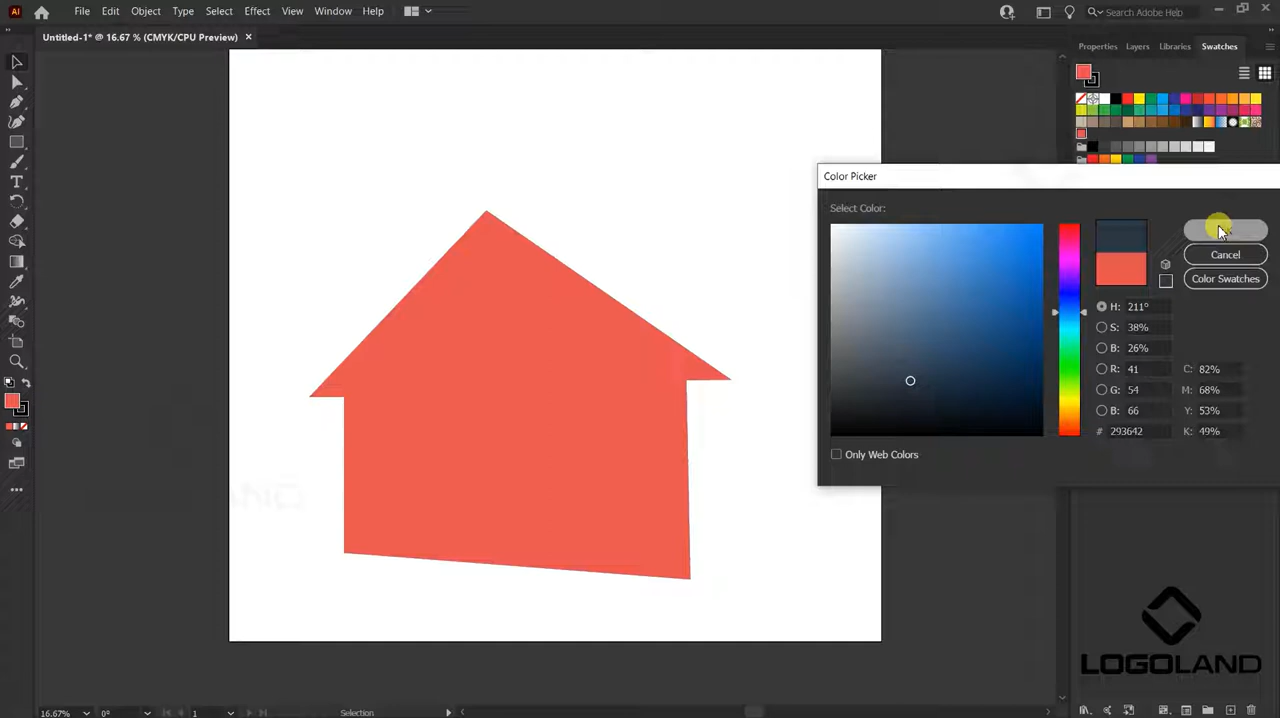 Ai
File Edit Object Type Select Effect View Window Help
Search Adobe Help
Untitled-1* @ 16.67 % (CMYK/CPU Preview)
Properties Layers Libraries Swatches
Color Picker
Select Color:
Cancel
Color Swatches
H: 211°
S: 38%
B: 26%
R: 41 C: 82%
G: 54 M: 68%
B: 66 Y: 53%
# 293642 K: 49%
Only Web Colors
T
LOGOLAND
16.67% 0° 1 Selection